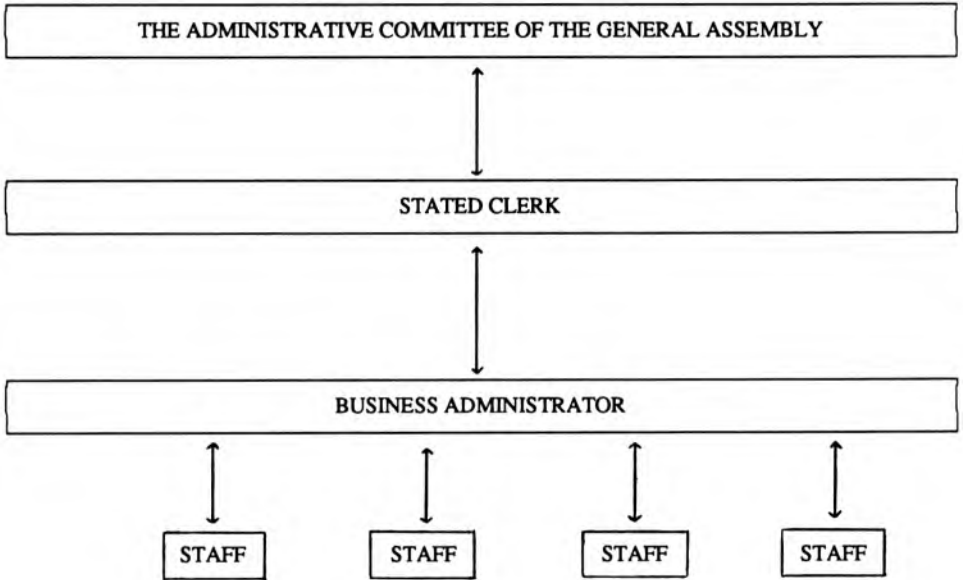 THE ADMINISTRATIVE COMMITTEE OF THE GENERAL ASSEMBLY
STATED CLERK
BUSINESS ADMINISTRATOR
STAFF STAFF STAFF STAFF